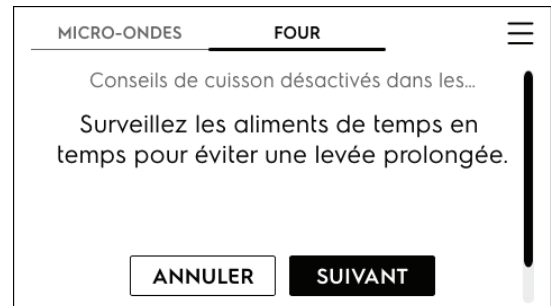 MICRO-ONDES FOUR
Conseils de cuisson désactivés dans les...
Surveillez les aliments de temps en
temps pour éviter une levée prolongée.
ANNULER SUIVANT